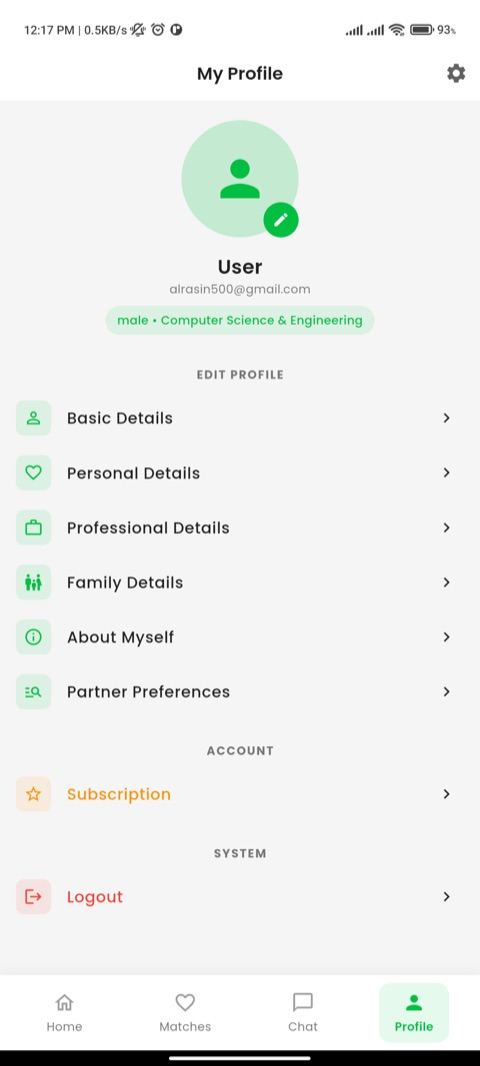 12:17 PM | 0.5KB/s
93%
My Profile
User
alrasin500@gmail.com
male • Computer Science & Engineering
EDIT PROFILE
Basic Details
Personal Details
Professional Details
Family Details
About Myself
Partner Preferences
ACCOUNT
Subscription
SYSTEM
Logout
Home
Matches
Chat
Profile